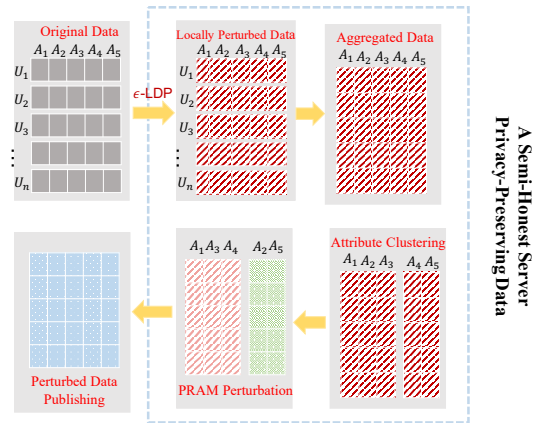 Original Data
A₁ A₂ A₃ A₄ A₅
U₁
U₂
U₃
...
Uₙ
ϵ-LDP
Locally Perturbed Data
A₁ A₂ A₃ A₄ A₅
U₁
U₂
U₃
...
Uₙ
Aggregated Data
A₁ A₂ A₃ A₄ A₅
Attribute Clustering
A₁ A₂ A₃ A₄ A₅
A₁ A₃ A₄ A₂ A₅
PRAM Perturbation
Perturbed Data
Publishing
A Semi-Honest Server
Privacy-Preserving Data